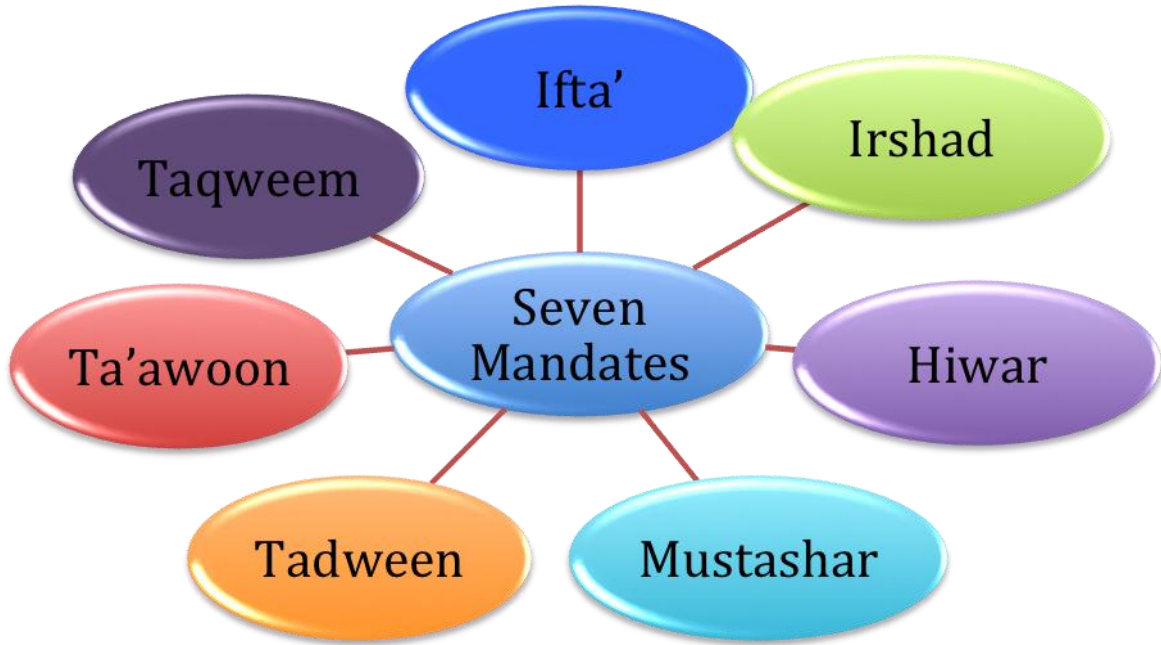 Ifta’
Irshad
Taqweem
Seven
Mandates
Ta’awoon
Hiwar
Tadween
Mustashar